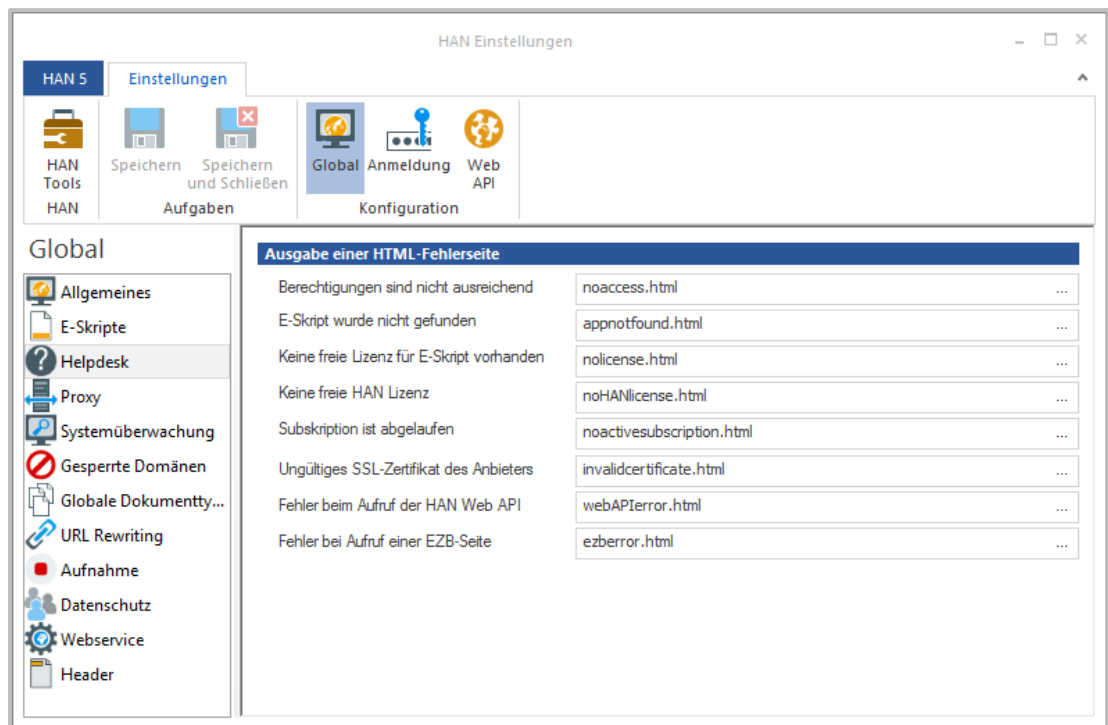 HAN Einstellungen
HAN 5 Einstellungen
HAN Tools
Speichern
Speichern und Schließen
Global
Anmeldung
Web API
HAN
Aufgaben
Konfiguration
Global
Allgemeines
E-Skripte
Helpdesk
Proxy
Systemüberwachung
Gesperrte Domänen
Globale Dokumentty...
URL Rewriting
Aufnahme
Datenschutz
Webservice
Header
Ausgabe einer HTML-Fehlerseite
Berechtigungen sind nicht ausreichend noaccess.html ...
E-Skript wurde nicht gefunden appnotfound.html ...
Keine freie Lizenz für E-Skript vorhanden nolicense.html ...
Keine freie HAN Lizenz noHANlicense.html ...
Subskription ist abgelaufen noactivesubscription.html ...
Ungültiges SSL-Zertifikat des Anbieters invalidcertificate.html ...
Fehler beim Aufruf der HAN Web API webAPIerror.html ...
Fehler bei Aufruf einer EZB-Seite ezberror.html ...